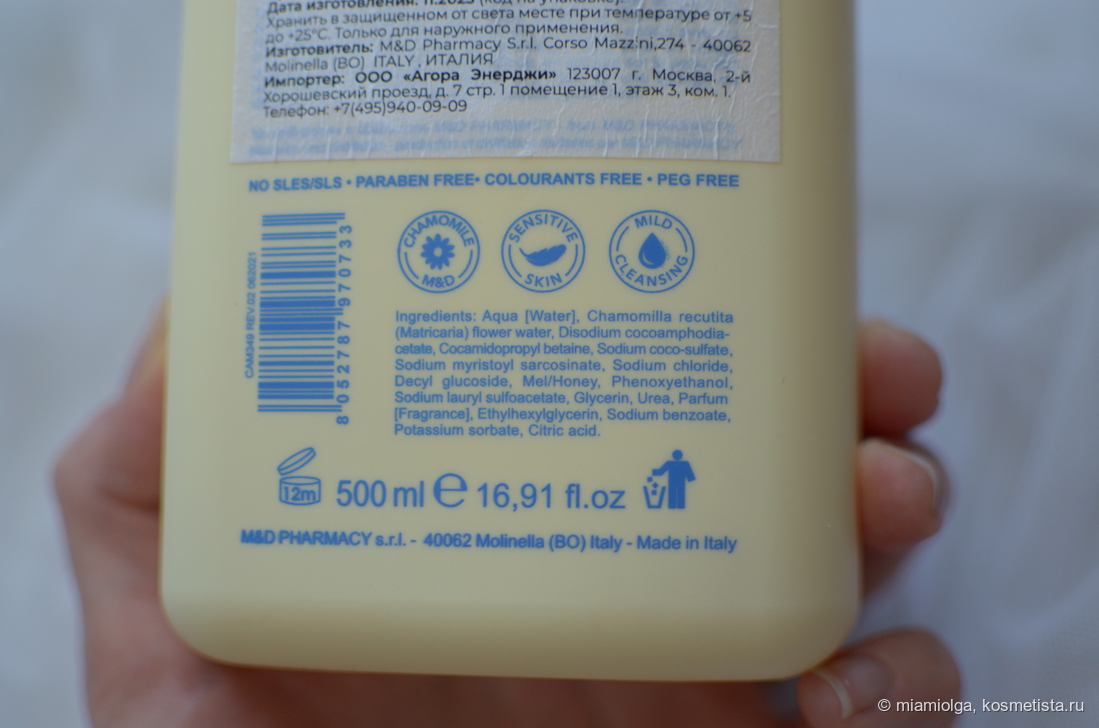 Дата изготовления: 11.2023 (код на упаковке).
Хранить в защищенном от света месте при температуре от +5
до +25°С. Только для наружного применения.
Изготовитель: M&D Pharmacy S.r.l. Corso Mazzini,274 - 40062
Molinella (BO) ITALY , ИТАЛИЯ
Импортер: ООО «Агора Энерджи» 123007 г. Москва, 2-й
Хорошевский проезд, д. 7 стр. 1 помещение 1, этаж 3, ком. 1.
Телефон: +7(495)940-09-09
NO SLES/SLS • PARABEN FREE• COLOURANTS FREE • PEG FREE
CAM349 REV.02 062021
8 052787 970733
CHAMOMILE
M&D
SENSITIVE
SKIN
MILD
CLEANSING
Ingredients: Aqua [Water], Chamomilla recutita
(Matricaria) flower water, Disodium cocoamphodia-
cetate, Cocamidopropyl betaine, Sodium coco-sulfate,
Sodium myristoyl sarcosinate, Sodium chloride,
Decyl glucoside, Mel/Honey, Phenoxyethanol,
Sodium lauryl sulfoacetate, Glycerin, Urea, Parfum
[Fragrance], Ethylhexylglycerin, Sodium benzoate,
Potassium sorbate, Citric acid.
12m
500 ml e 16,91 fl.oz
M&D PHARMACY s.r.l. - 40062 Molinella (BO) Italy - Made in Italy
© miamiolga, kosmetista.ru